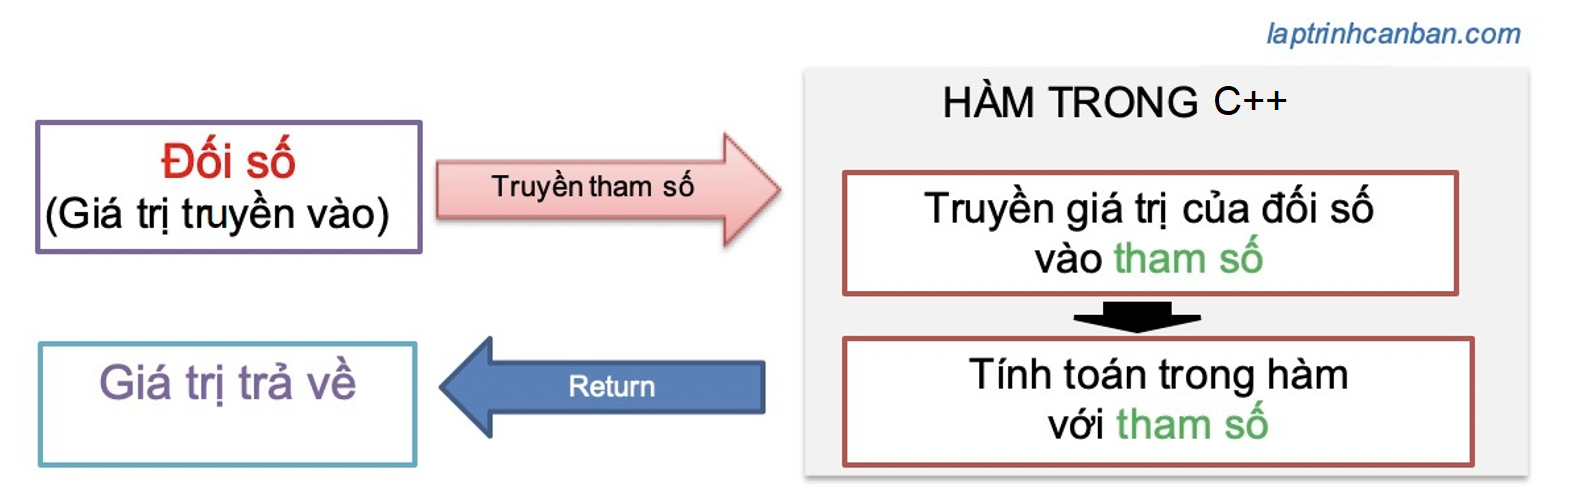 laptrinhcanban.com
HÀM TRONG C++
Đối số
(Giá trị truyền vào)
Truyền tham số
Truyền giá trị của đối số
vào tham số
Tính toán trong hàm
với tham số
Return
Giá trị trả về